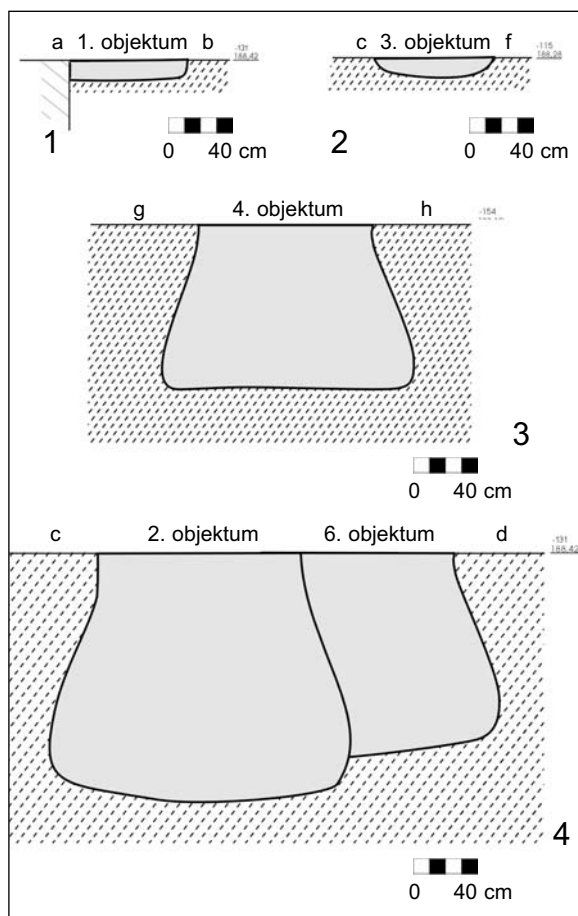 a 1. objektum b
-131
188,42
0 40 cm
1
c 3. objektum f
-115
188,28
0 40 cm
2
g 4. objektum h
-154
0 40 cm
3
c 2. objektum 6. objektum d
-131
188,42
0 40 cm
4